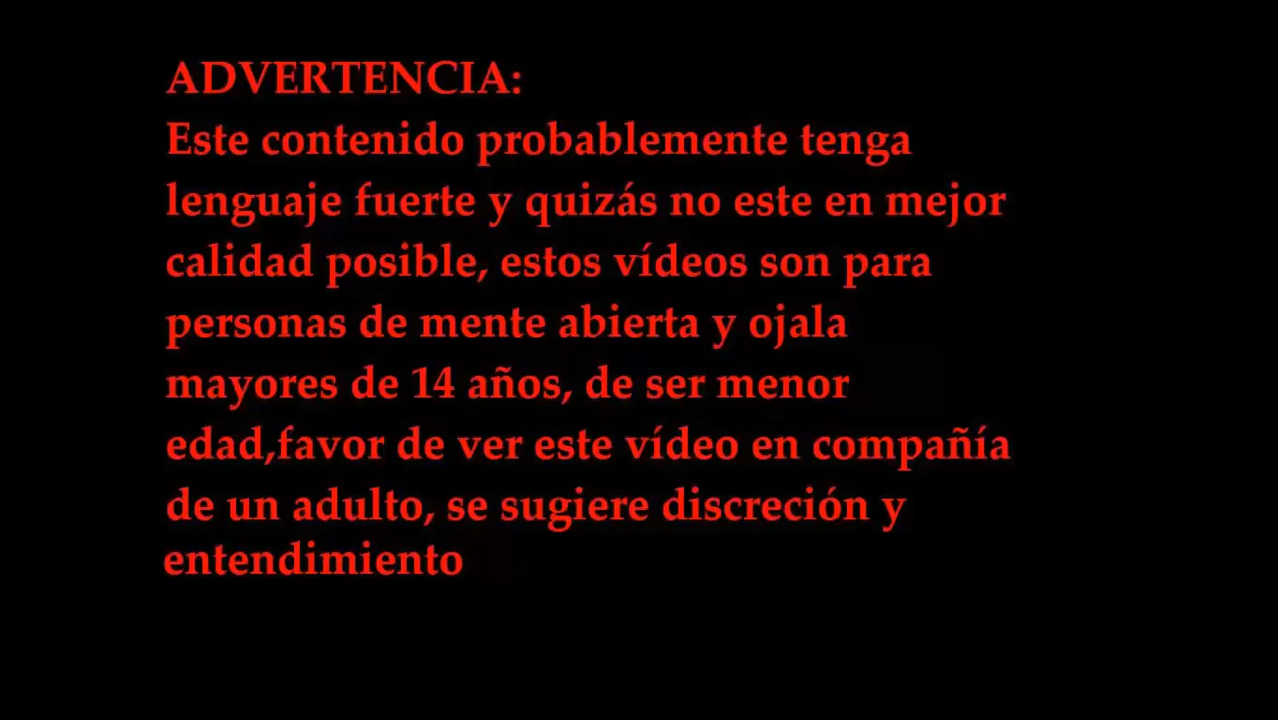 ADVERTENCIA:
Este contenido probablemente tenga
lenguaje fuerte y quizás no este en mejor
calidad posible, estos vídeos son para
personas de mente abierta y ojala
mayores de 14 años, de ser menor
edad,favor de ver este vídeo en compañía
de un adulto, se sugiere discreción y
entendimiento